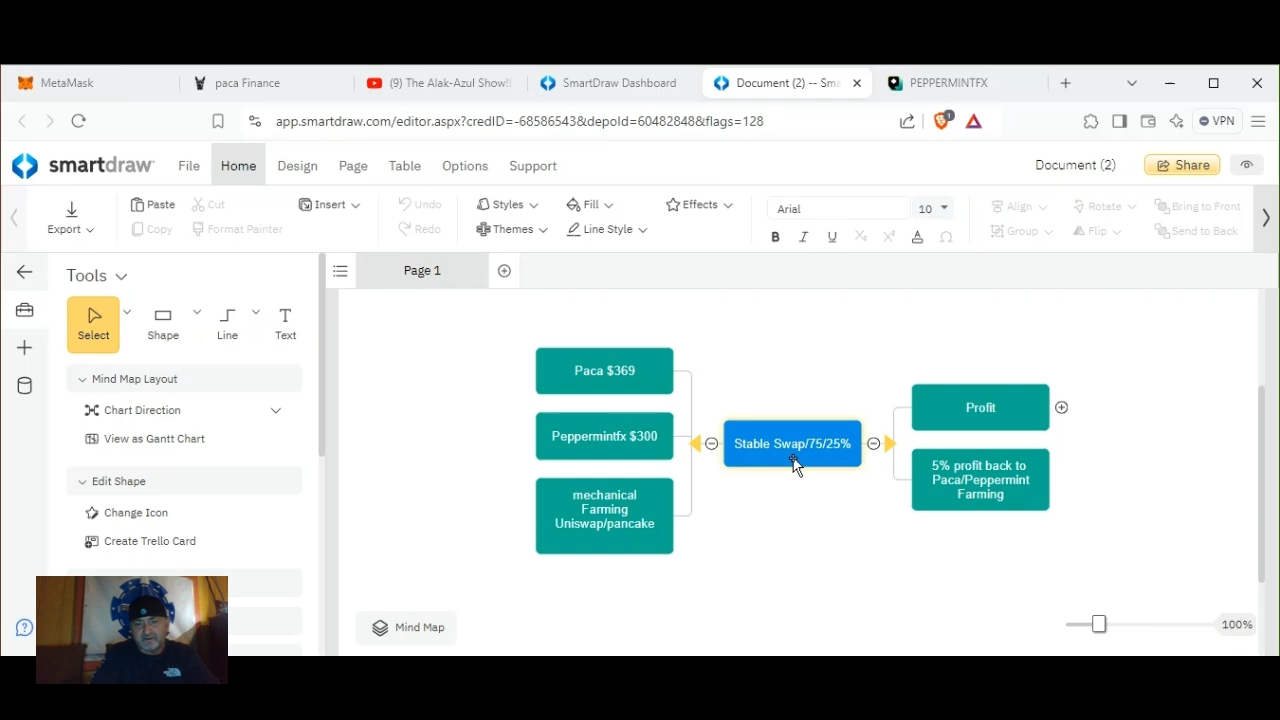 MetaMask
paca Finance
(9) The Alak-Azul Show!!
SmartDraw Dashboard
Document (2) -- Sma
PEPPERMINTFX
app.smartdraw.com/editor.aspx?credID=-68586543&depoId=60482848&flags=128
1
VPN
smartdraw
File
Home
Design
Page
Table
Options
Support
Document (2)
Share
Export
Paste
Cut
Copy
Format Painter
Insert
Undo
Redo
Styles
Fill
Effects
Themes
Line Style
Arial
10
B
I
U
X₂
X²
A
Ω
Align
Rotate
Bring to Front
Group
Flip
Send to Back
Tools
Page 1
Select
Shape
Line
T
Text
Mind Map Layout
Chart Direction
View as Gantt Chart
Edit Shape
Change Icon
Create Trello Card
Paca $369
Peppermintfx $300
mechanical
Farming
Uniswap/pancake
Stable Swap/75/25%
Profit
5% profit back to
Paca/Peppermint
Farming
Mind Map
100%